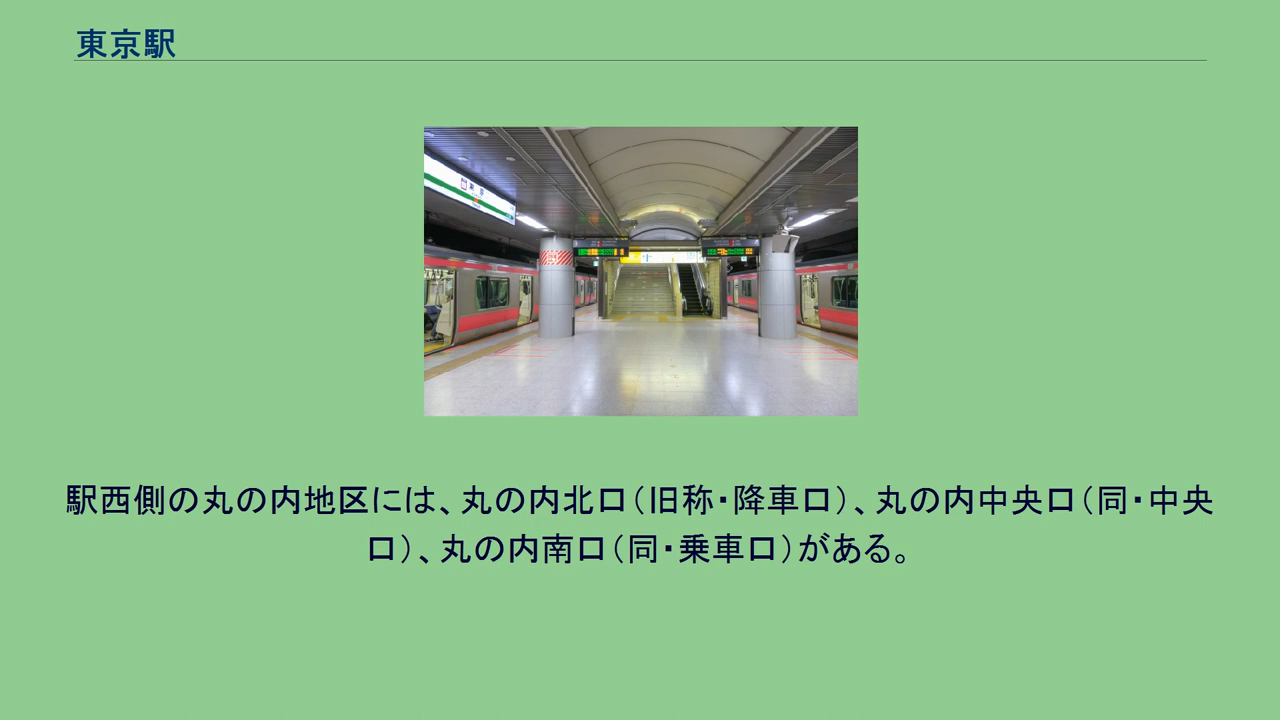 東京駅
東京
駅西側の丸の内地区には、丸の内北口（旧称・降車口）、丸の内中央口（同・中央
口）、丸の内南口（同・乗車口）がある。